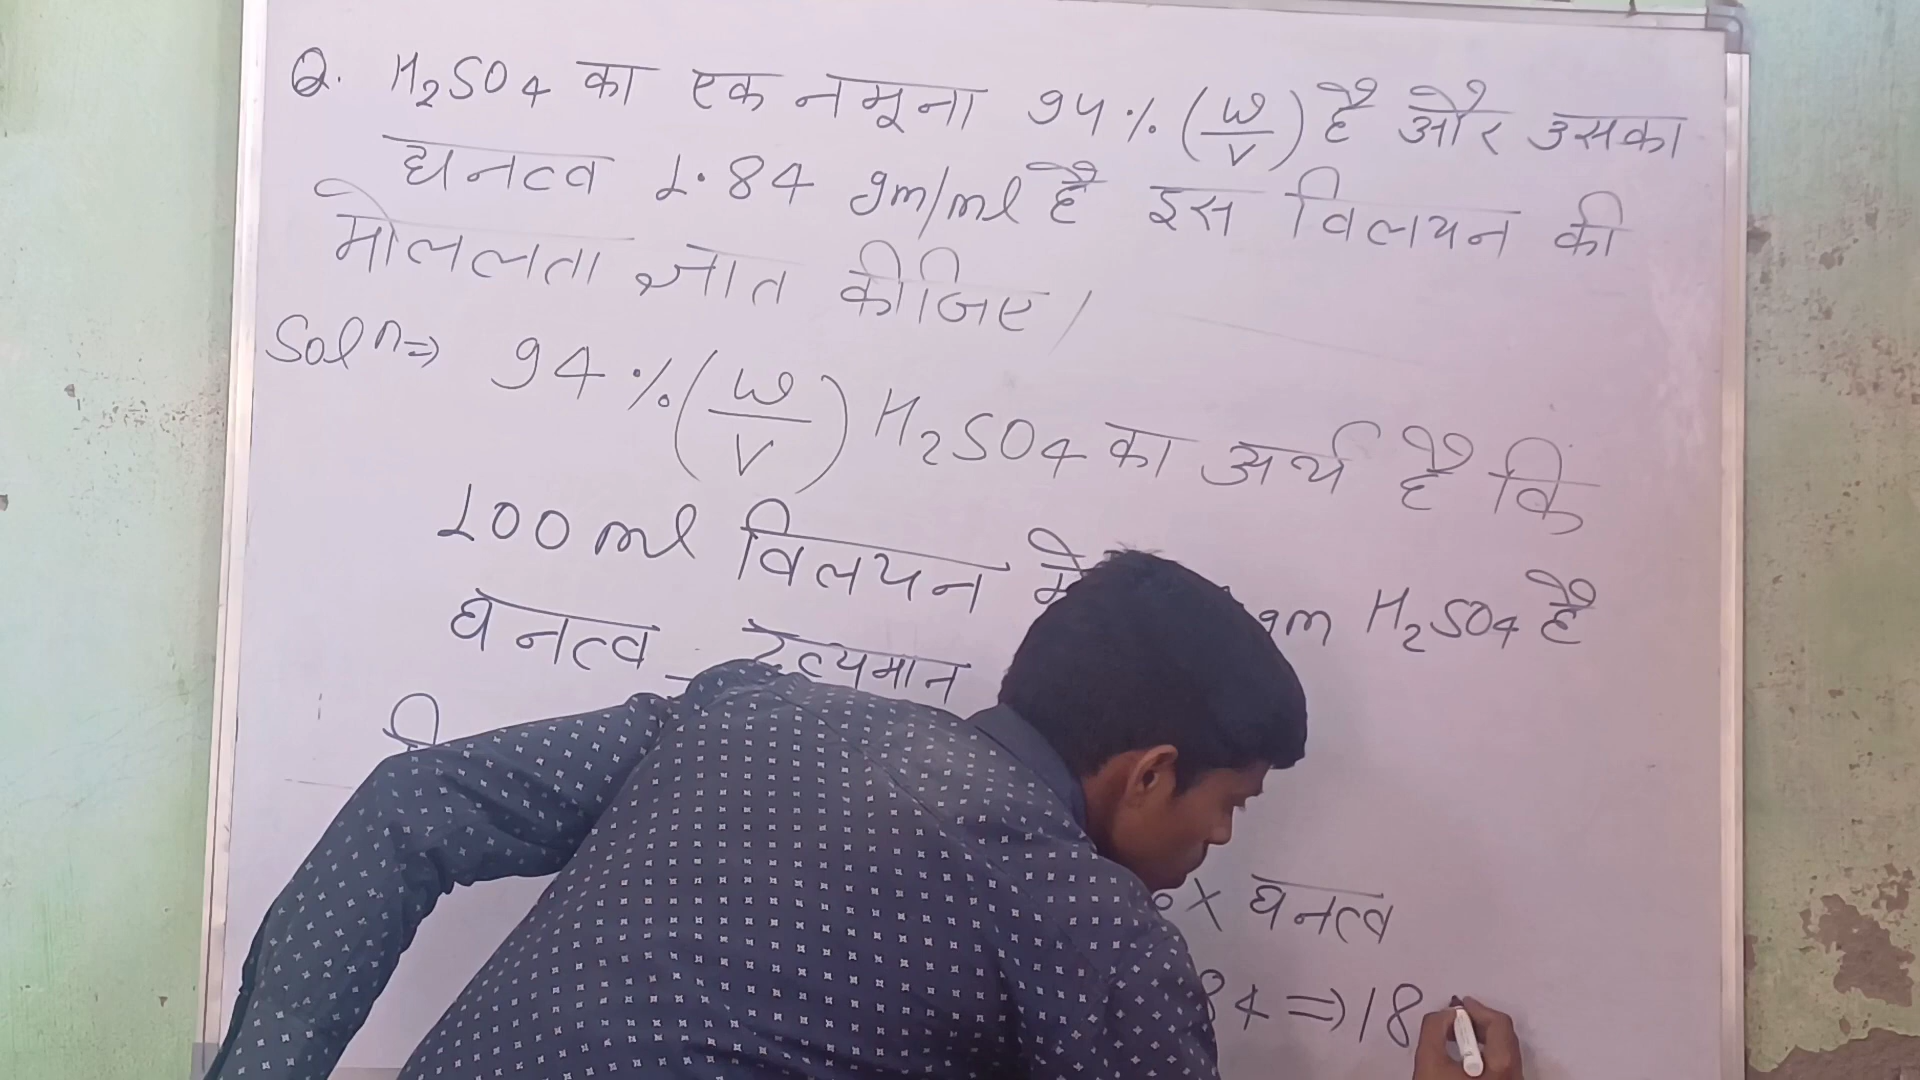 Q. H2SO4 का एक नमूना 94% (w/v) है और उसका
घनत्व 1.84 gm/ml है इस विलयन की
मोललता ज्ञात कीजिए।
Solⁿ⇒ 94% (w/v) H2SO4 का अर्थ है कि
100 ml विलयन में gm H2SO4 है
घनत्व = द्रव्यमान
× घनत्व
84 ⇒ 18